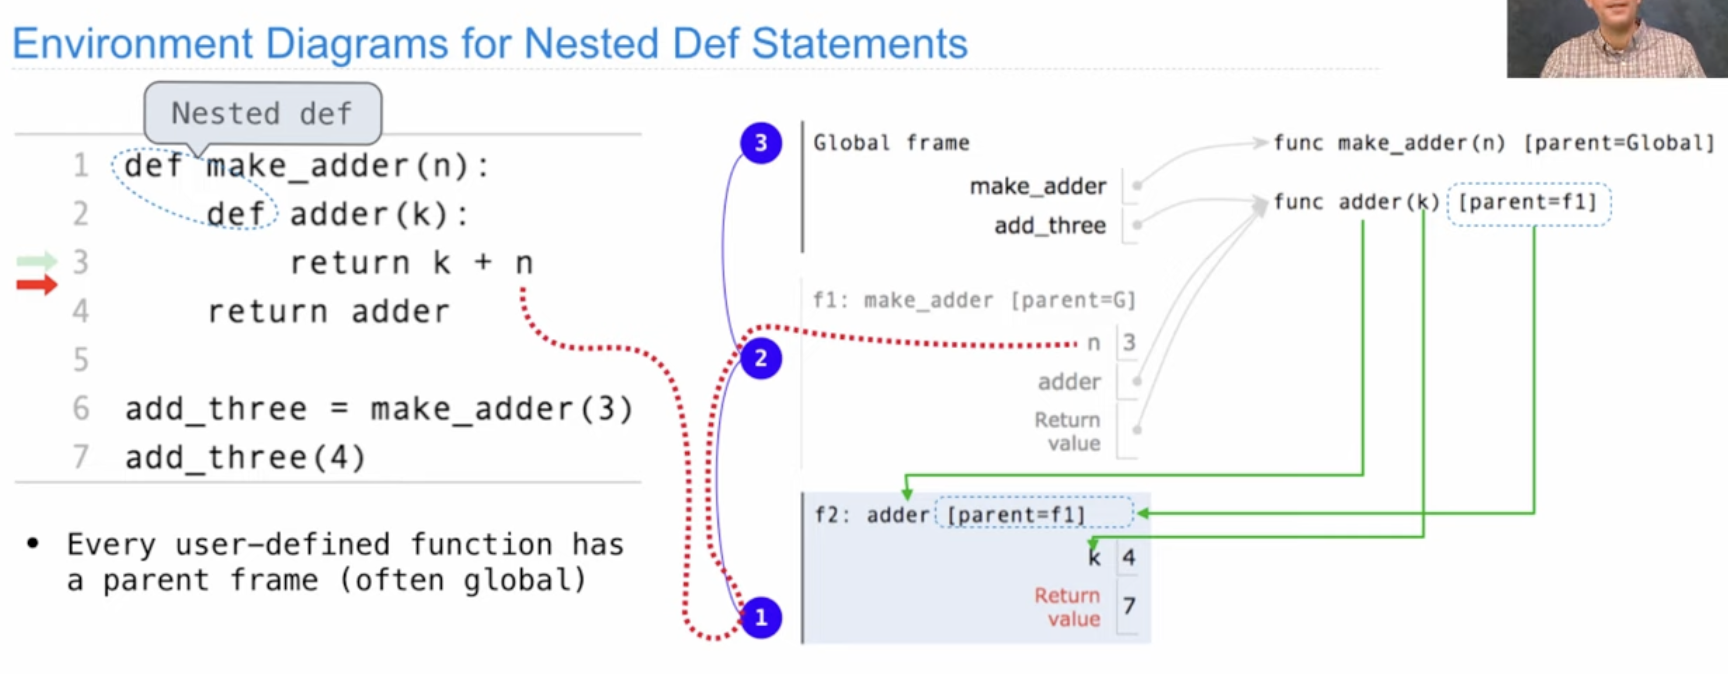 Environment Diagrams for Nested Def Statements
Nested def
1 def make_adder(n):
2 def adder(k):
3 return k + n
4 return adder
5
6 add_three = make_adder(3)
7 add_three(4)
• Every user-defined function has
a parent frame (often global)
3
2
1
Global frame
make_adder
add_three
func make_adder(n) [parent=Global]
func adder(k) [parent=f1]
f1: make_adder [parent=G]
n 3
adder
Return
value
f2: adder [parent=f1]
k 4
Return
value 7